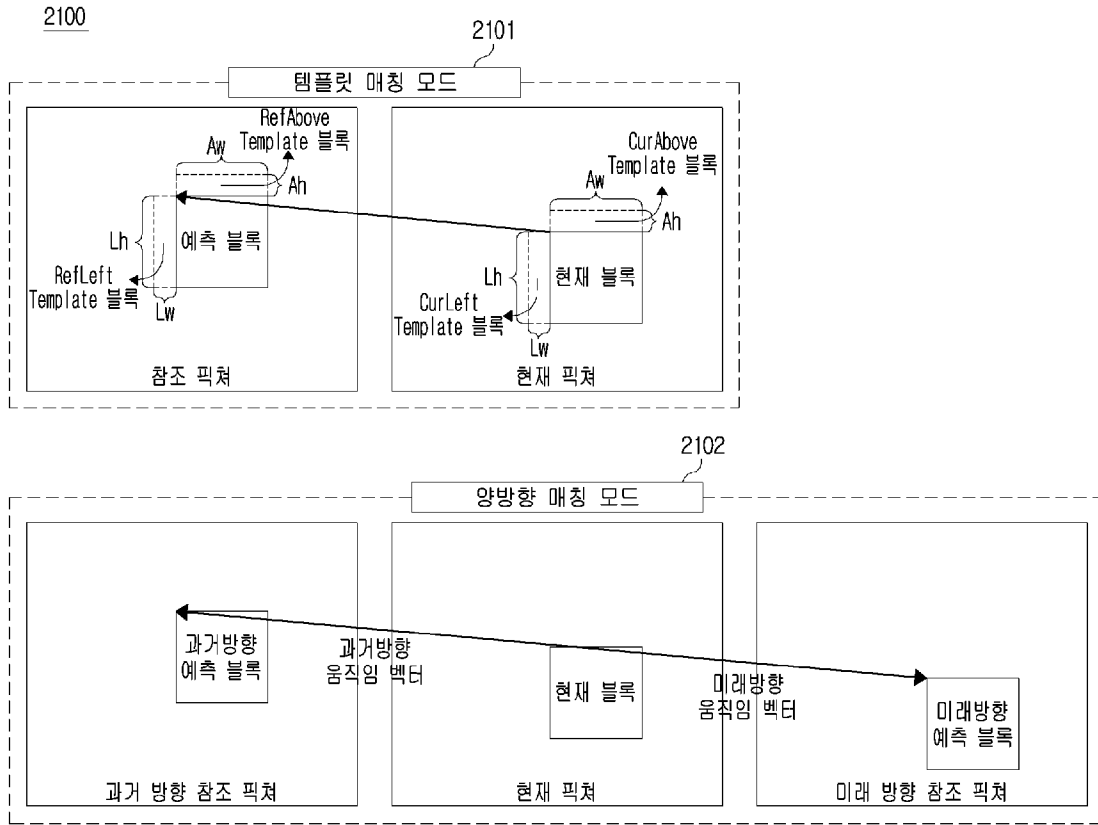 2100
2101
템플릿 매칭 모드
RefAbove
Template 블록
Aw
Ah
Lh
예측 블록
RefLeft
Template 블록
Lw
참조 픽쳐
CurAbove
Template 블록
Aw
Ah
Lh
현재 블록
CurLeft
Template 블록
Lw
현재 픽쳐
2102
양방향 매칭 모드
과거방향
예측 블록
과거방향
움직임 벡터
현재 블록
미래방향
움직임 벡터
미래방향
예측 블록
과거 방향 참조 픽쳐
현재 픽쳐
미래 방향 참조 픽쳐